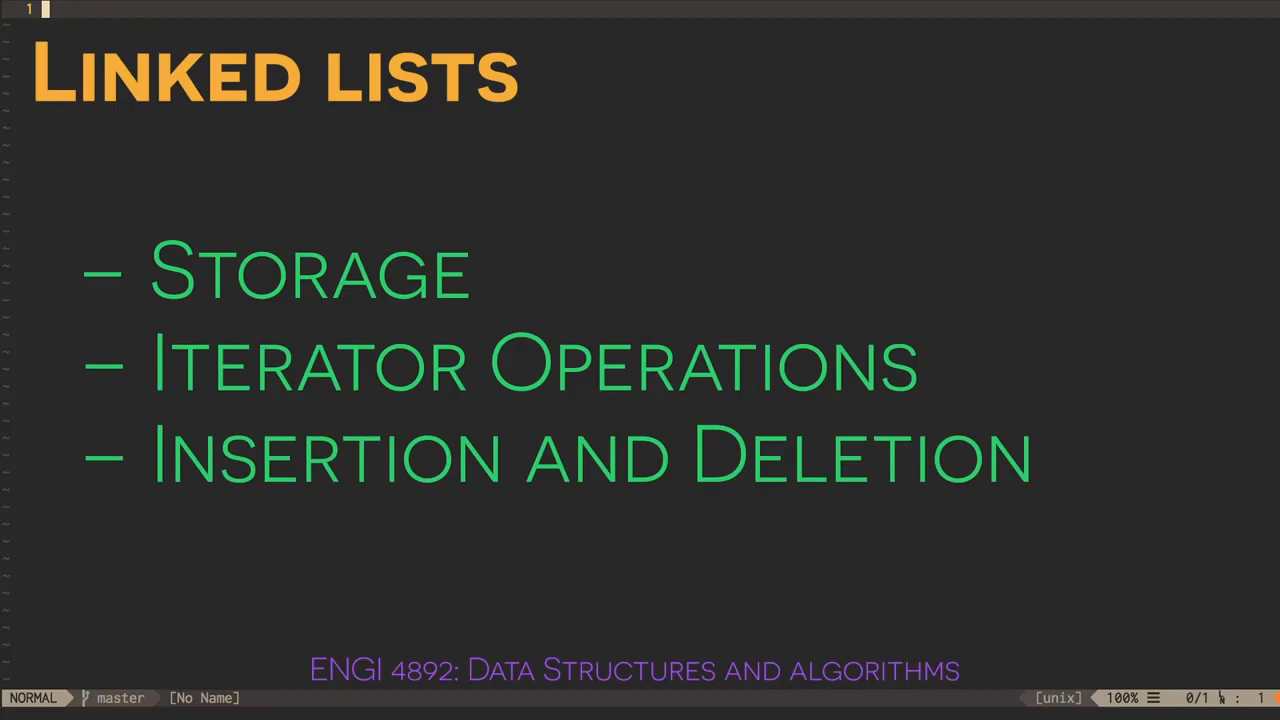 1
Linked lists
– Storage
– Iterator Operations
– Insertion and Deletion
ENGI 4892: Data Structures and algorithms
NORMAL master [No Name] [unix] 100% ☰ 0/1 ㏑ : 1